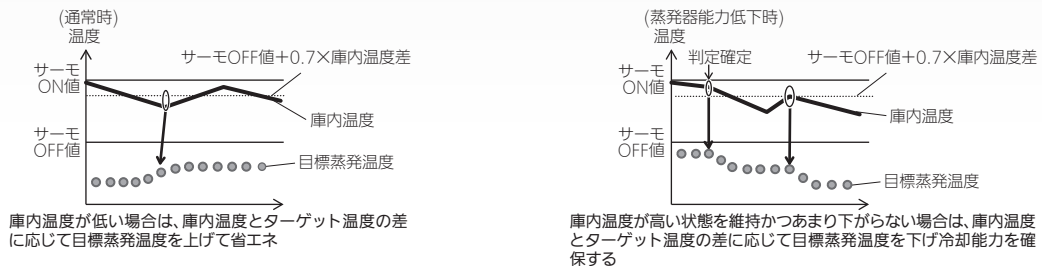 (通常時)
温度
サーモOFF値+0.7×庫内温度差
サーモ
ON値
庫内温度
サーモ
OFF値
目標蒸発温度
庫内温度が低い場合は、庫内温度とターゲット温度の差
に応じて目標蒸発温度を上げて省エネ
(蒸発器能力低下時)
温度
判定確定
サーモOFF値+0.7×庫内温度差
サーモ
ON値
庫内温度
サーモ
OFF値
目標蒸発温度
庫内温度が高い状態を維持かつあまり下がらない場合は、庫内温度
とターゲット温度の差に応じて目標蒸発温度を下げ冷却能力を確
保する